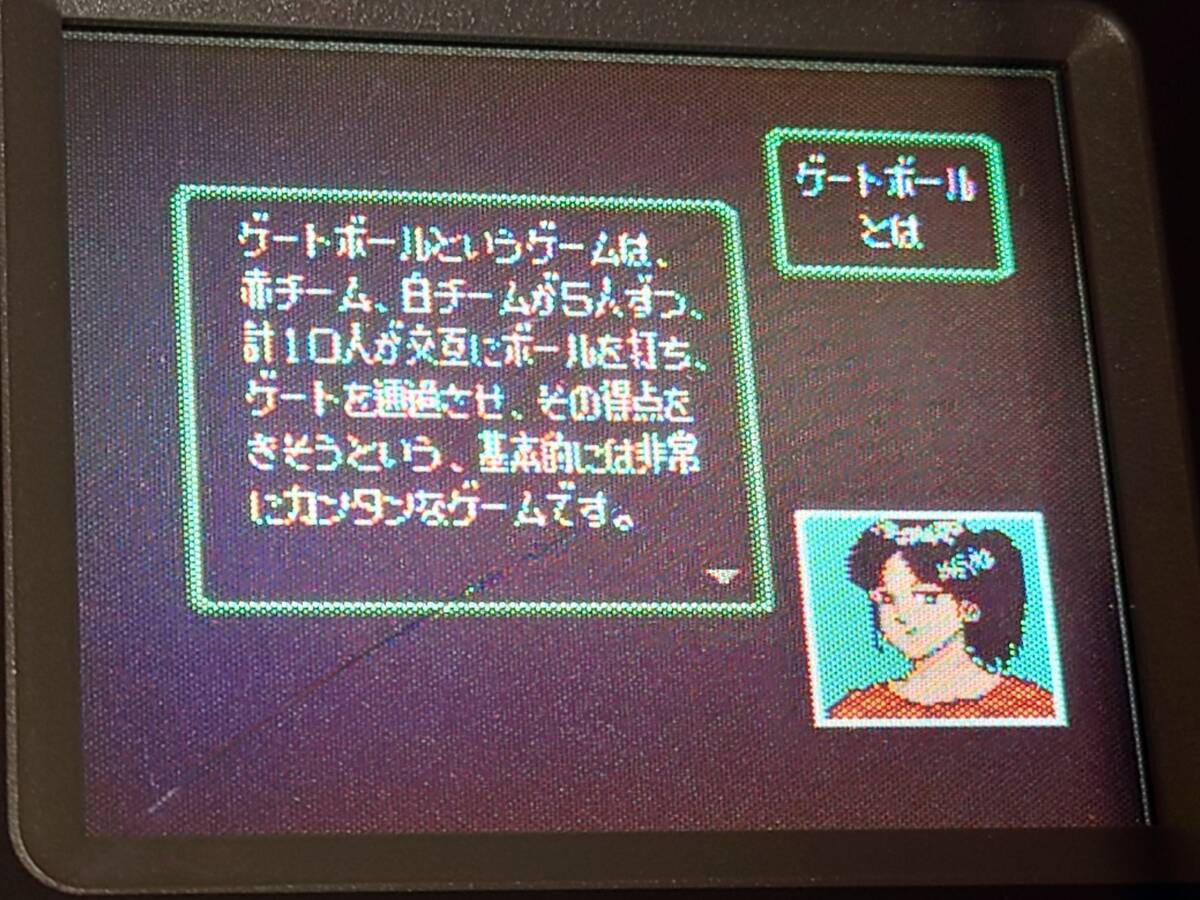 ゲートボール
とは
ゲートボールというゲームは、
赤チーム、白チームが5人ずつ、
計10人が交互にボールを打ち、
ゲートを通過させ、その得点を
きそうという、基本的には非常
にカンタンなゲームです。